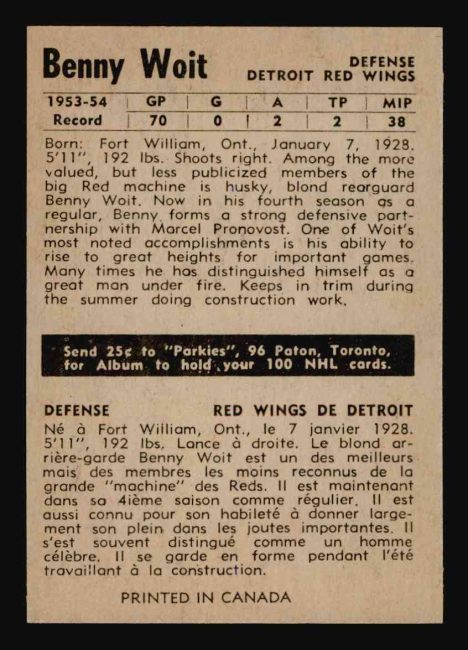 Benny Woit
DEFENSE
DETROIT RED WINGS
1953-54 | GP | G | A | TP | MIP
Record | 70 | 0 | 2 | 2 | 38
Born: Fort William, Ont., January 7, 1928.
5'11", 192 lbs. Shoots right. Among the more
valued, but less publicized members of the
big Red machine is husky, blond rearguard
Benny Woit. Now in his fourth season as a
regular, Benny forms a strong defensive part-
nership with Marcel Pronovost. One of Woit's
most noted accomplishments is his ability to
rise to great heights for important games.
Many times he has distinguished himself as a
great man under fire. Keeps in trim during
the summer doing construction work.
Send 25¢ to "Parkies", 96 Paton, Toronto,
for Album to hold your 100 NHL cards.
DEFENSE RED WINGS DE DETROIT
Né à Fort William, Ont., le 7 janvier 1928.
5'11", 192 lbs, Lance à droite. Le blond ar-
rière-garde Benny Woit est un des meilleurs
mais des membres les moins reconnus de la
grande "machine" des Reds. Il est maintenant
dans sa 4ième saison comme régulier. Il est
aussi connu pour son habileté à donner large-
ment son plein dans les joutes importantes. Il
s'est souvent distingué comme un homme
célèbre. Il se garde en forme pendant l'été
travaillant à la construction.
PRINTED IN CANADA